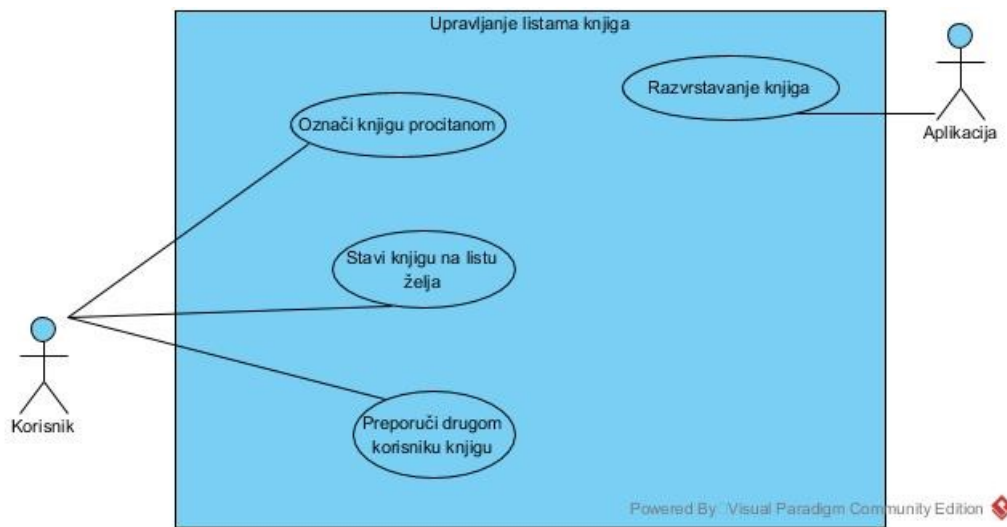 Upravljanje listama knjiga
Razvrstavanje knjiga
Aplikacija
Označi knjigu procitanom
Stavi knjigu na listu
želja
Korisnik
Preporuči drugom
korisniku knjigu
Powered By Visual Paradigm Community Edition